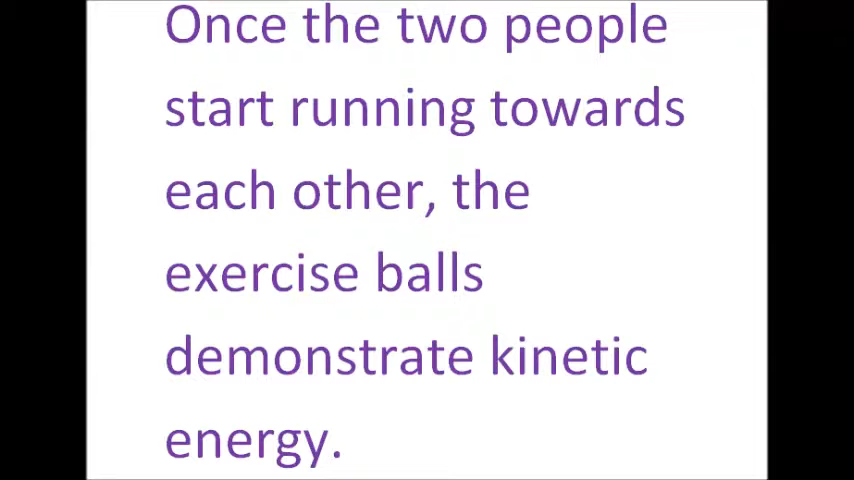 Once the two people
start running towards
each other, the
exercise balls
demonstrate kinetic
energy.